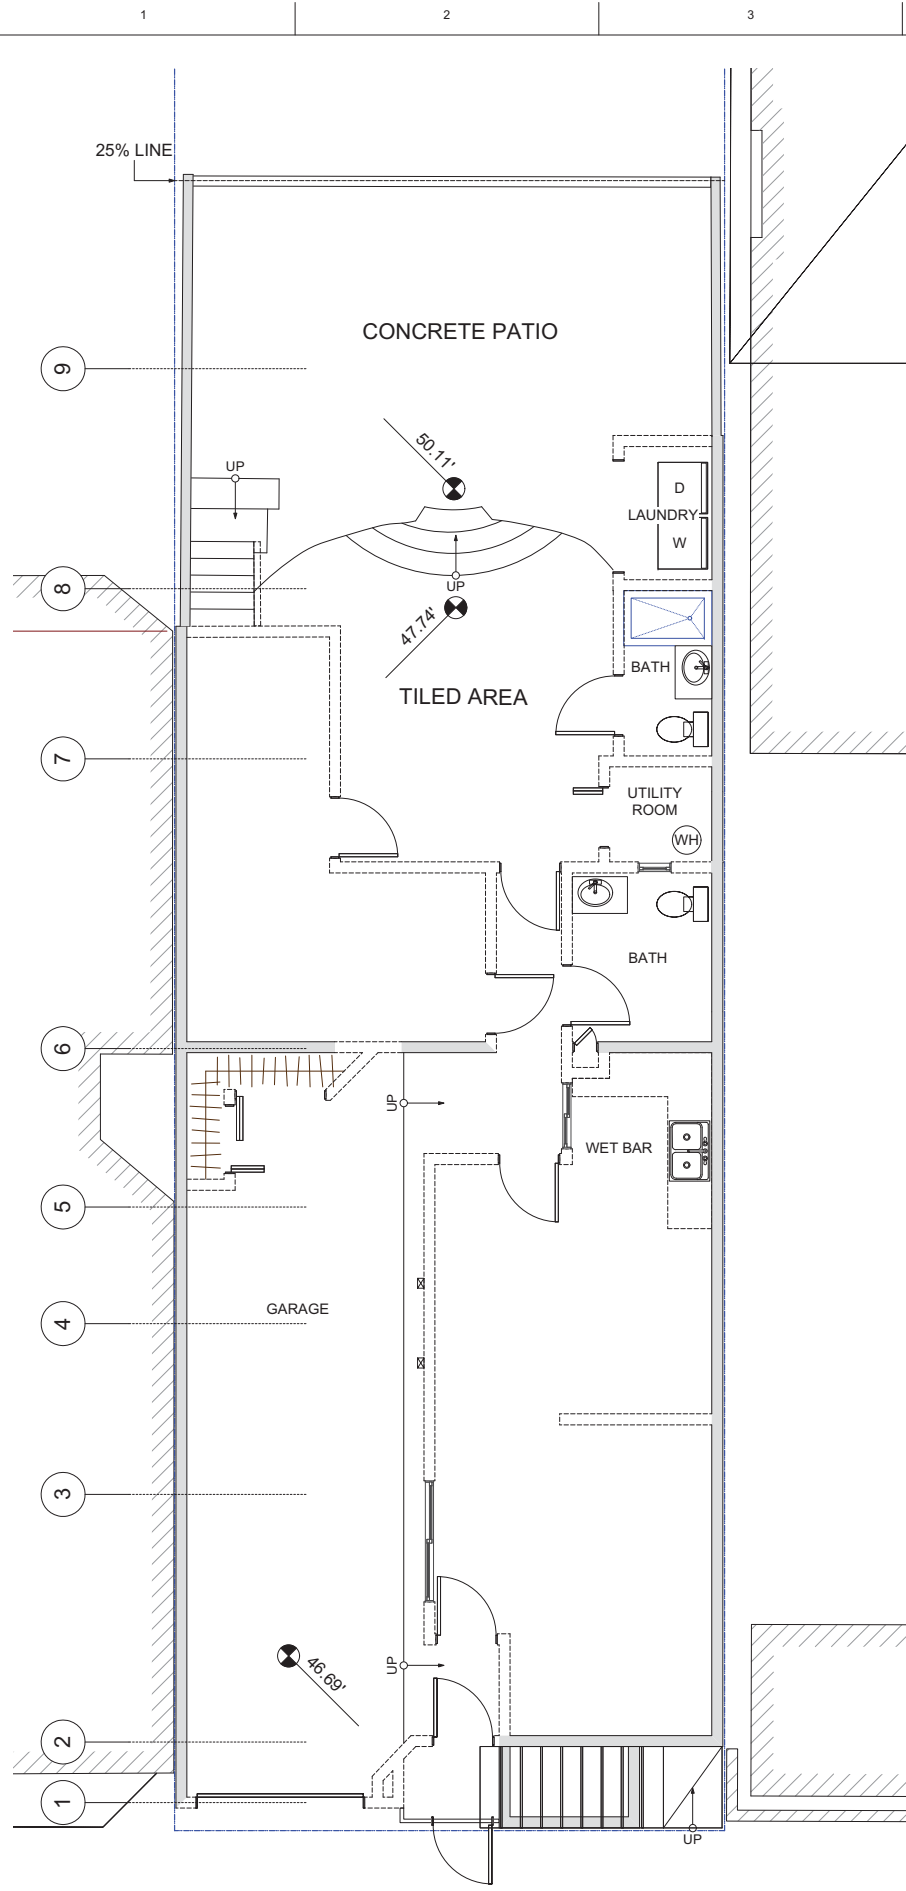 1
2
3
25% LINE
CONCRETE PATIO
9
50.11'
UP
D
LAUNDRY
W
8
UP
47.74'
BATH
TILED AREA
7
UTILITY
ROOM
WH
BATH
6
UP
WET BAR
5
GARAGE
4
3
UP
46.69'
2
1
UP